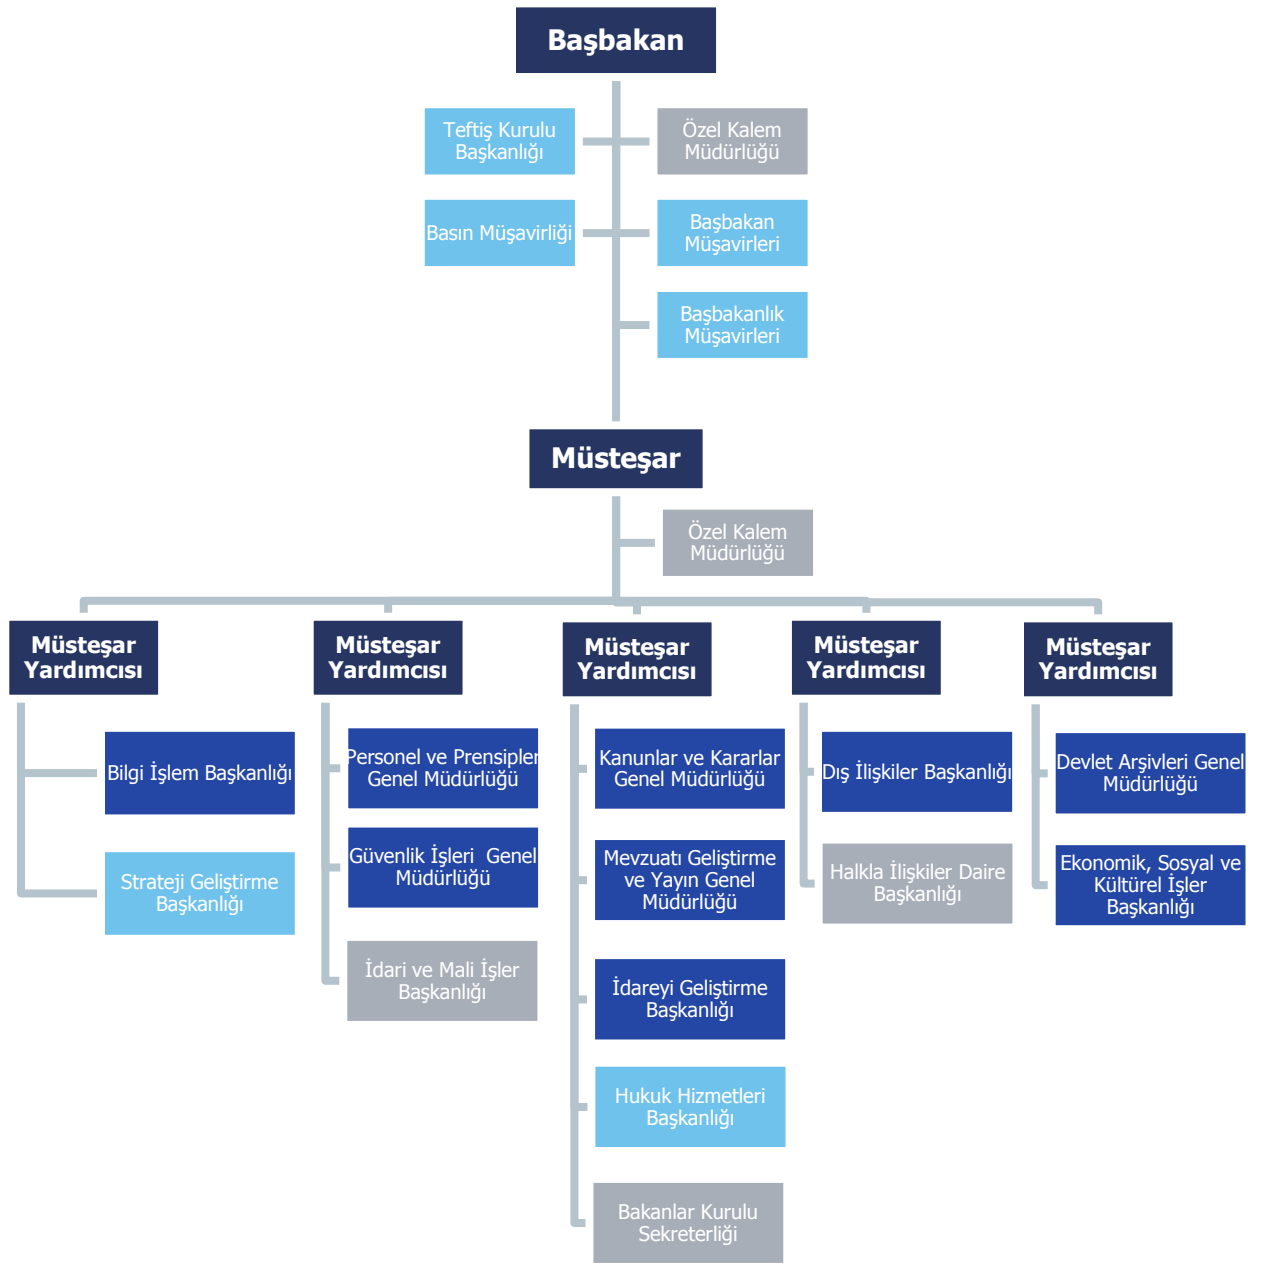 Başbakan
Teftiş Kurulu
Başkanlığı
Özel Kalem
Müdürlüğü
Basın Müşavirliği
Başbakan
Müşavirleri
Başbakanlık
Müşavirleri
Müsteşar
Özel Kalem
Müdürlüğü
Müsteşar
Yardımcısı
Müsteşar
Yardımcısı
Müsteşar
Yardımcısı
Müsteşar
Yardımcısı
Müsteşar
Yardımcısı
Bilgi İşlem Başkanlığı
Strateji Geliştirme
Başkanlığı
Personel ve Prensipler
Genel Müdürlüğü
Güvenlik İşleri  Genel
Müdürlüğü
İdari ve Mali İşler
Başkanlığı
Kanunlar ve Kararlar
Genel Müdürlüğü
Mevzuatı Geliştirme
ve Yayın Genel
Müdürlüğü
İdareyi Geliştirme
Başkanlığı
Hukuk Hizmetleri
Başkanlığı
Bakanlar Kurulu
Sekreterliği
Dış İlişkiler Başkanlığı
Halkla İlişkiler Daire
Başkanlığı
Devlet Arşivleri Genel
Müdürlüğü
Ekonomik, Sosyal ve
Kültürel İşler
Başkanlığı